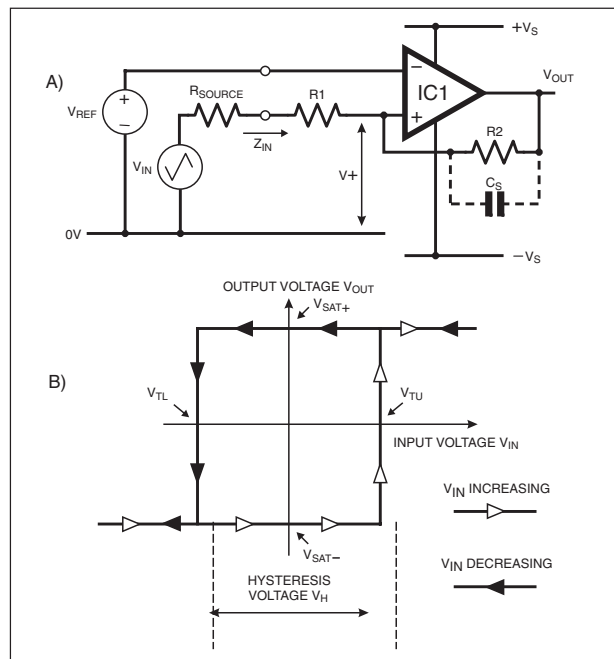 A)
+VS
IC1
−
+
VOUT
RSOURCE
R1
R2
VREF
+
−
VIN
ZIN
V+
CS
0V
−VS
OUTPUT VOLTAGE VOUT
VSAT+
B)
VTL
VTU
INPUT VOLTAGE VIN
VIN INCREASING
VSAT−
VIN DECREASING
HYSTERESIS
VOLTAGE VH